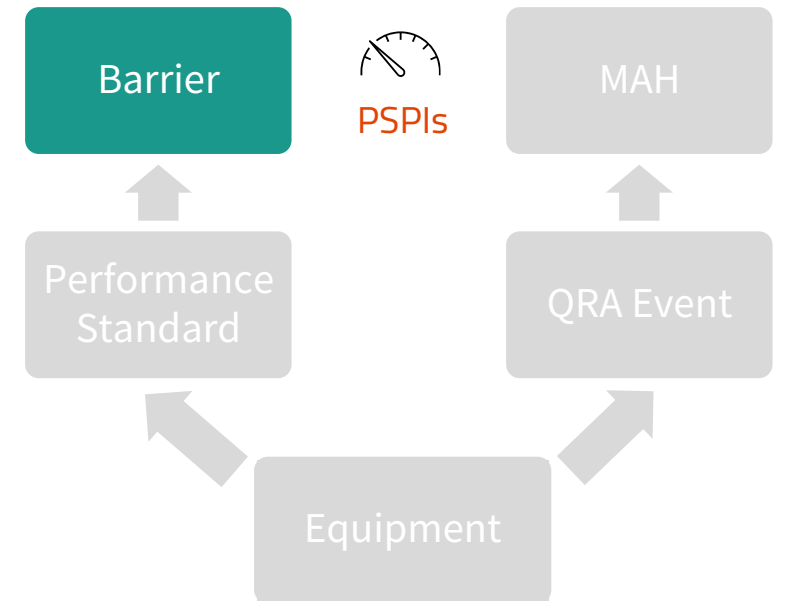 Barrier
PSPIs
MAH
Performance
Standard
QRA Event
Equipment